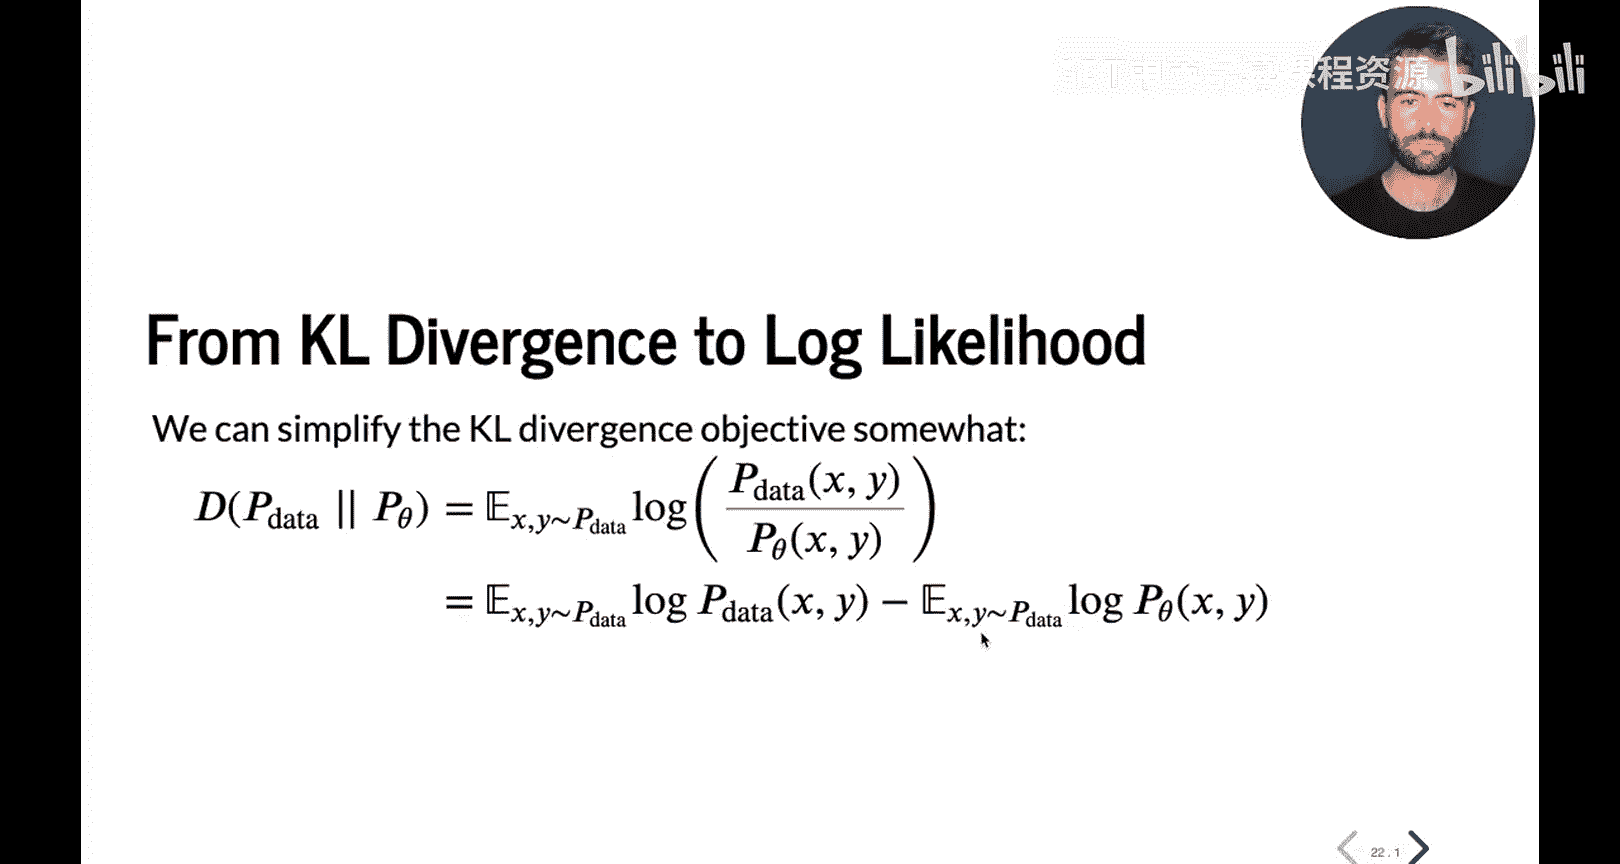 程资源 bilibili
From KL Divergence to Log Likelihood
We can simplify the KL divergence objective somewhat:
D(P_data || P_θ) = 𝔼_{x,y∼P_data} log( P_data(x, y) / P_θ(x, y) )
= 𝔼_{x,y∼P_data} log P_data(x, y) − 𝔼_{x,y∼P_data} log P_θ(x, y)
22 . 1